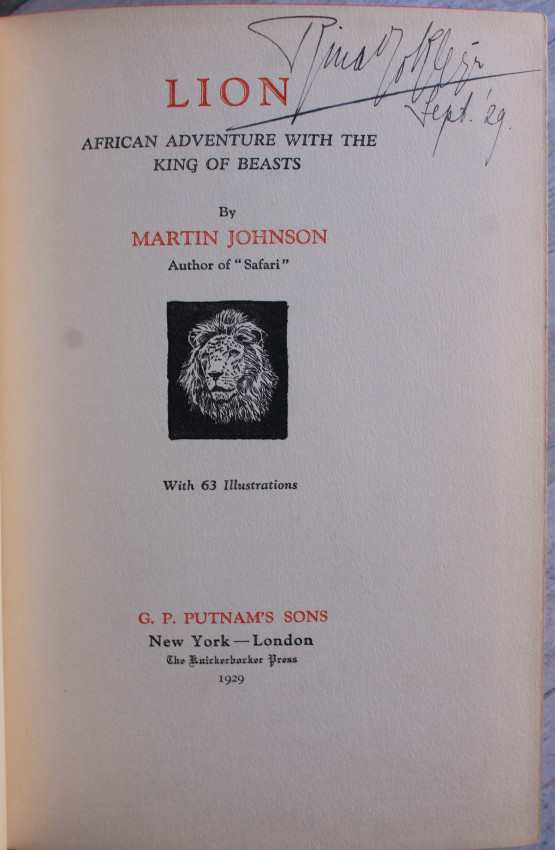 Sept. '29.
LION
AFRICAN ADVENTURE WITH THE
KING OF BEASTS
By
MARTIN JOHNSON
Author of "Safari"
With 63 Illustrations
G. P. PUTNAM'S SONS
New York—London
The Knickerbocker Press
1929